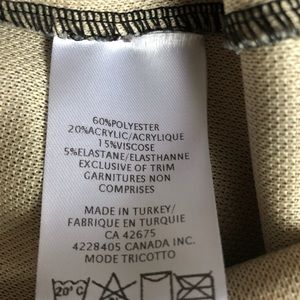 60%POLYESTER
20%ACRYLIC/ACRYLIQUE
15%VISCOSE
5%ELASTANE/ELASTHANNE
EXCLUSIVE OF TRIM
GARNITURES NON
COMPRISES
MADE IN TURKEY/
FABRIQUE EN TURQUIE
CA 42675
4228405 CANADA INC.
MODE TRICOTTO
20°C